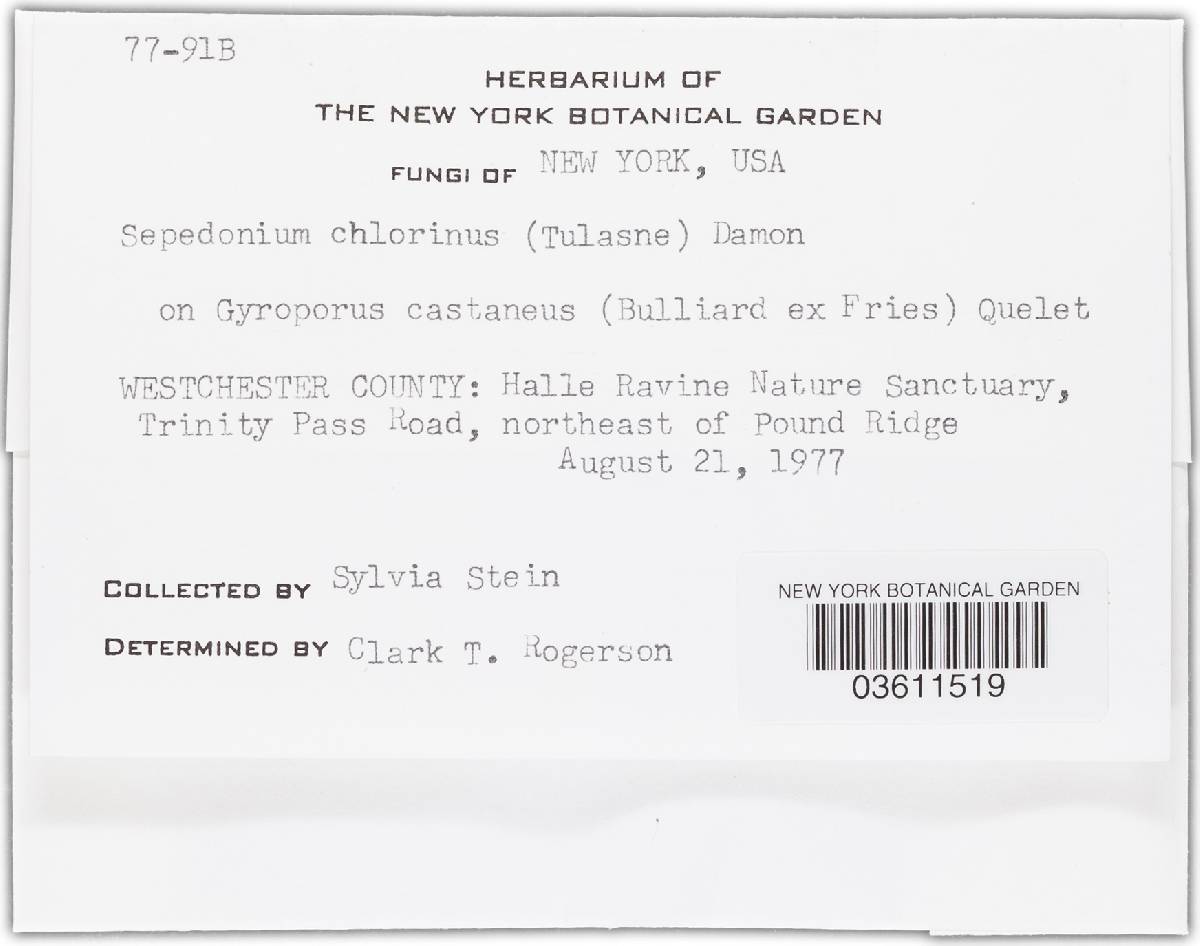 77-91B
HERBARIUM OF
THE NEW YORK BOTANICAL GARDEN
FUNGI OF NEW YORK, USA
Sepedonium chlorinus (Tulasne) Damon
on Gyroporus castaneus (Bulliard ex Fries) Quelet
WESTCHESTER COUNTY: Halle Ravine Nature Sanctuary,
Trinity Pass Road, northeast of Pound Ridge
August 21, 1977
COLLECTED BY Sylvia Stein
DETERMINED BY Clark T. Rogerson
NEW YORK BOTANICAL GARDEN
03611519